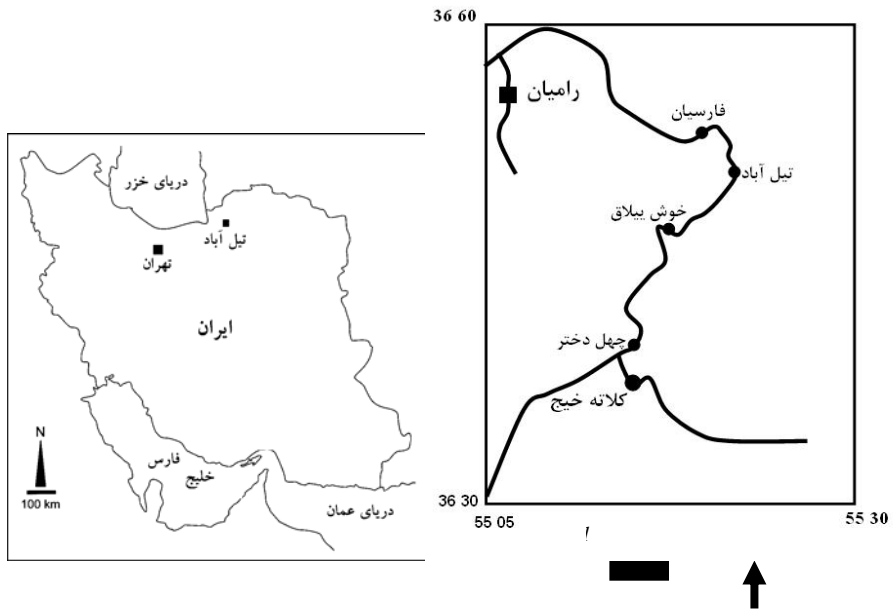 دریای خزر
تیل آباد
تهران
ایران
خلیج
فارس
دریای عمان
N
100 km
36 60
رامیان
فارسیان
تیل آباد
خوش ییلاق
چهل دختر
کلاته خیج
36 30
55 05
55 30